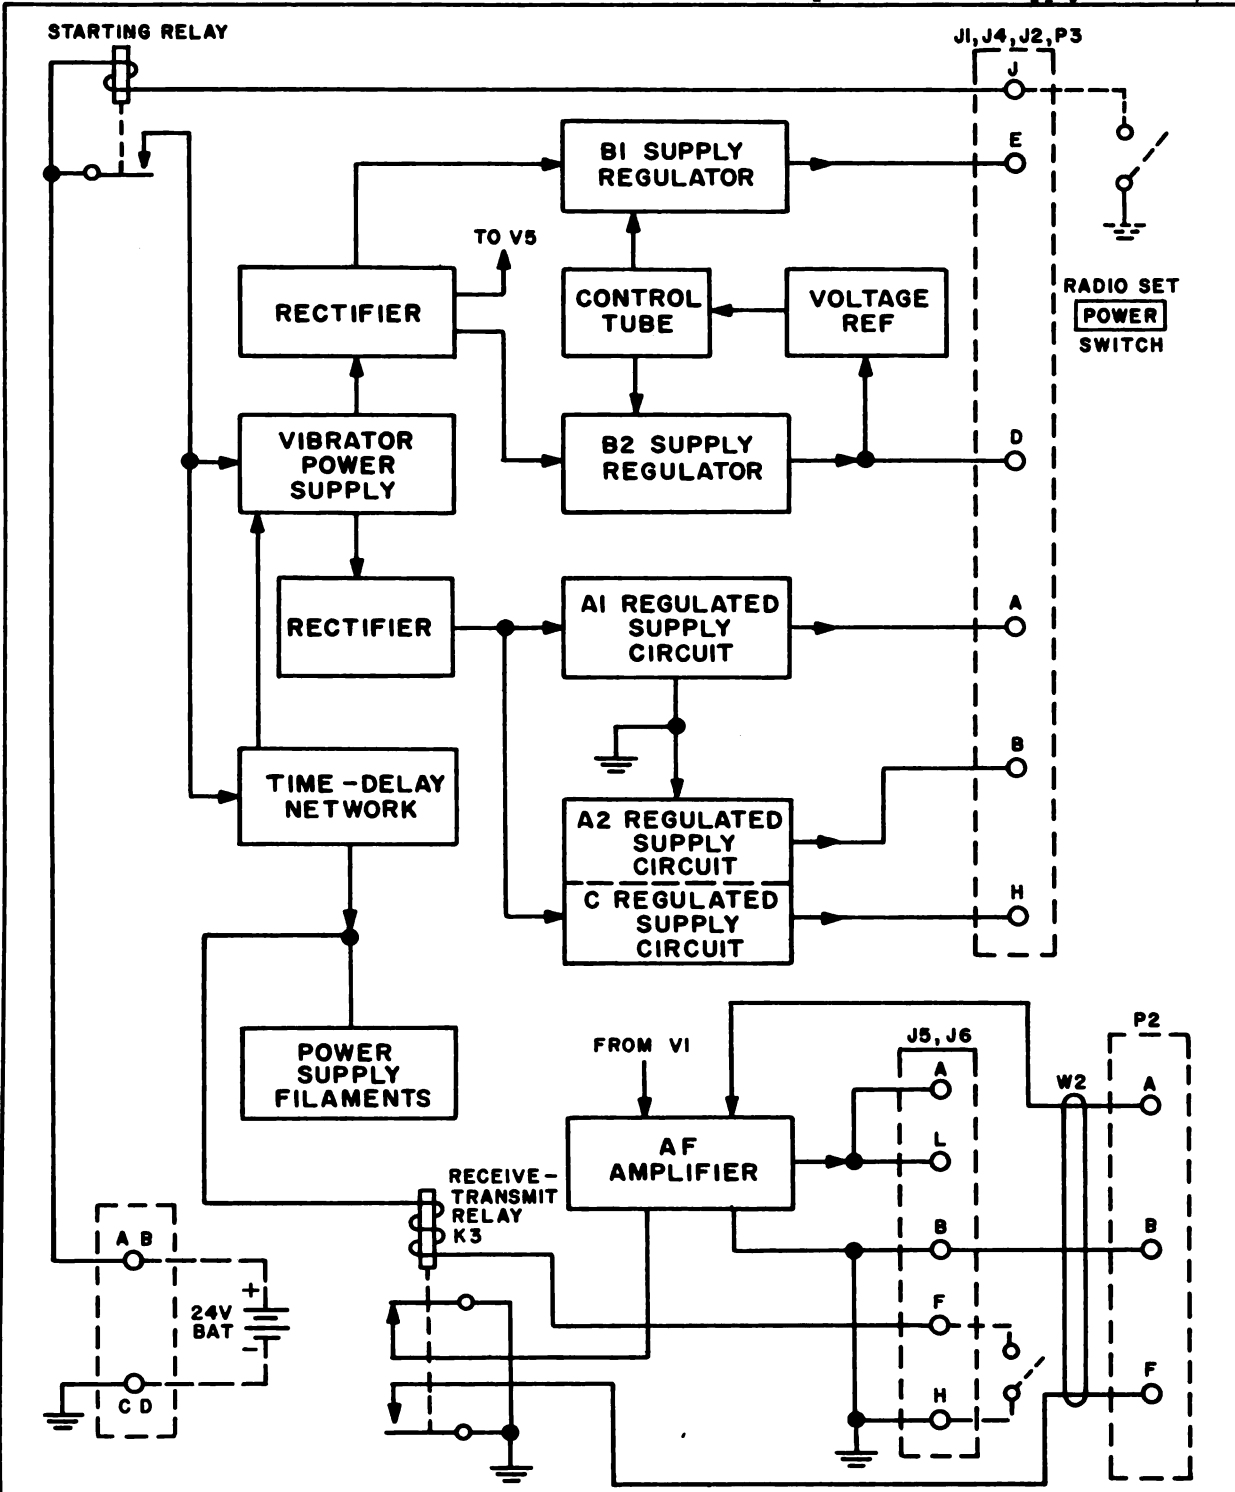 STARTING RELAY
J1, J4, J2, P3
J
B1 SUPPLY
REGULATOR
E
TO V5
RECTIFIER
CONTROL
TUBE
VOLTAGE
REF
RADIO SET
POWER
SWITCH
VIBRATOR
POWER
SUPPLY
B2 SUPPLY
REGULATOR
D
RECTIFIER
A1 REGULATED
SUPPLY
CIRCUIT
A
B
TIME-DELAY
NETWORK
A2 REGULATED
SUPPLY
CIRCUIT
C REGULATED
SUPPLY
CIRCUIT
H
POWER
SUPPLY
FILAMENTS
FROM V1
J5, J6
P2
A
W2
A
AF
AMPLIFIER
L
RECEIVE-
TRANSMIT
RELAY
K3
B
B
A B
+
24V
BAT
-
F
F
C D
H